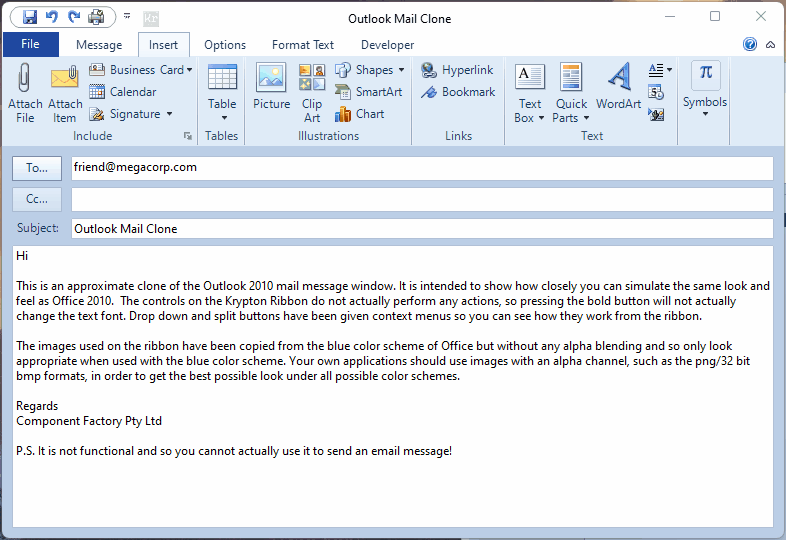 Kr
Outlook Mail Clone
File Message Insert Options Format Text Developer
Attach File
Attach Item
Business Card
Calendar
Signature
Include
Table
Tables
Picture
Clip Art
Shapes
SmartArt
Chart
Illustrations
Hyperlink
Bookmark
Links
Text Box
Quick Parts
WordArt
Text
π
Symbols
To... friend@megacorp.com
Cc...
Subject: Outlook Mail Clone
Hi
This is an approximate clone of the Outlook 2010 mail message window. It is intended to show how closely you can simulate the same look and
feel as Office 2010.  The controls on the Krypton Ribbon do not actually perform any actions, so pressing the bold button will not actually
change the text font. Drop down and split buttons have been given context menus so you can see how they work from the ribbon.
The images used on the ribbon have been copied from the blue color scheme of Office but without any alpha blending and so only look
appropriate when used with the blue color scheme. Your own applications should use images with an alpha channel, such as the png/32 bit
bmp formats, in order to get the best possible look under all possible color schemes.
Regards
Component Factory Pty Ltd
P.S. It is not functional and so you cannot actually use it to send an email message!